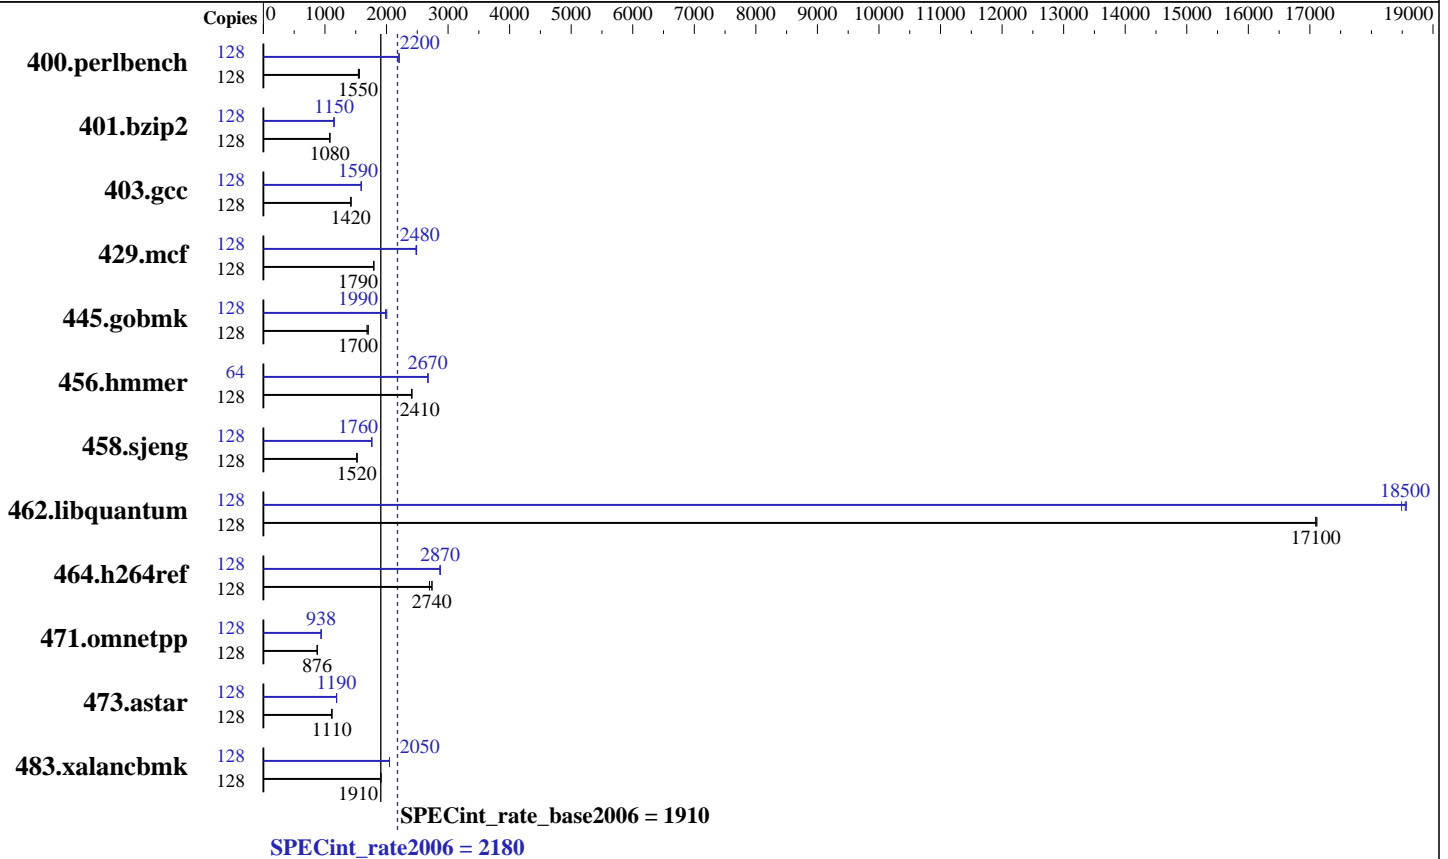 Copies 0 1000 2000 3000 4000 5000 6000 7000 8000 9000 10000 11000 12000 13000 14000 15000 16000 17000 19000
400.perlbench 128 2200
128 1550
401.bzip2 128 1150
128 1080
403.gcc 128 1590
128 1420
429.mcf 128 2480
128 1790
445.gobmk 128 1990
128 1700
456.hmmer 64 2670
128 2410
458.sjeng 128 1760
128 1520
462.libquantum 128 18500
128 17100
464.h264ref 128 2870
128 2740
471.omnetpp 128 938
128 876
473.astar 128 1190
128 1110
483.xalancbmk 128 2050
128 1910
SPECint_rate_base2006 = 1910
SPECint_rate2006 = 2180